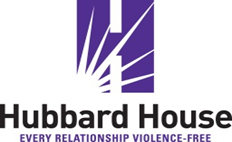 Hubbard House
EVERY RELATIONSHIP VIOLENCE-FREE